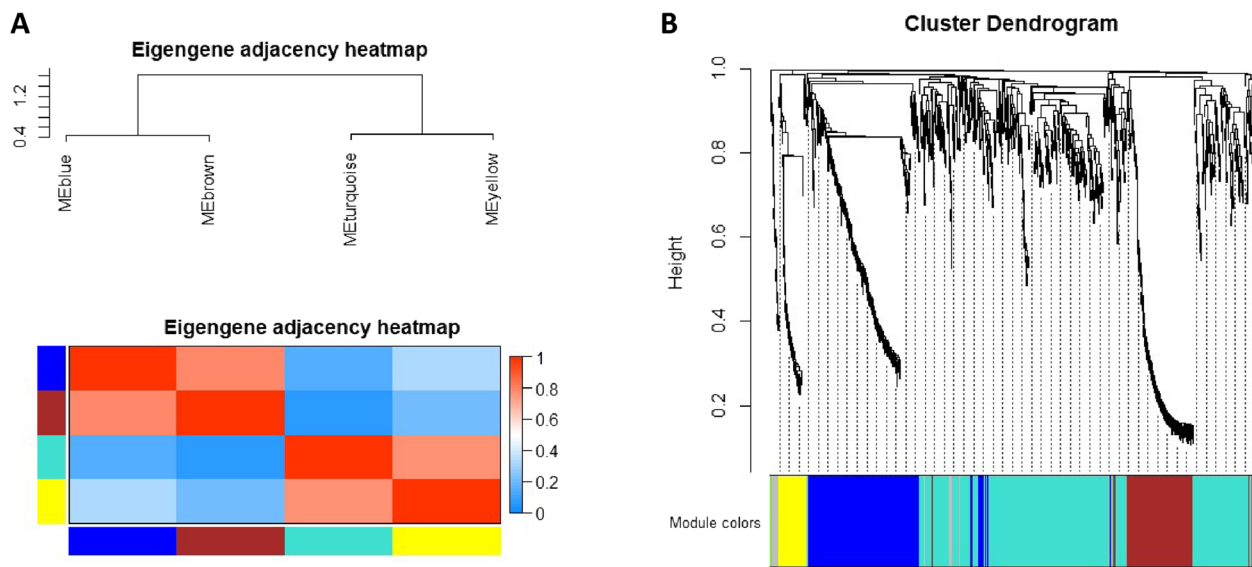 A
Eigengene adjacency heatmap
1.2
0.4
MEblue
MEbrown
MEturquoise
MEyellow
Eigengene adjacency heatmap
1
0.8
0.6
0.4
0.2
0
B
Cluster Dendrogram
1.0
0.8
0.6
0.4
0.2
Height
Module colors